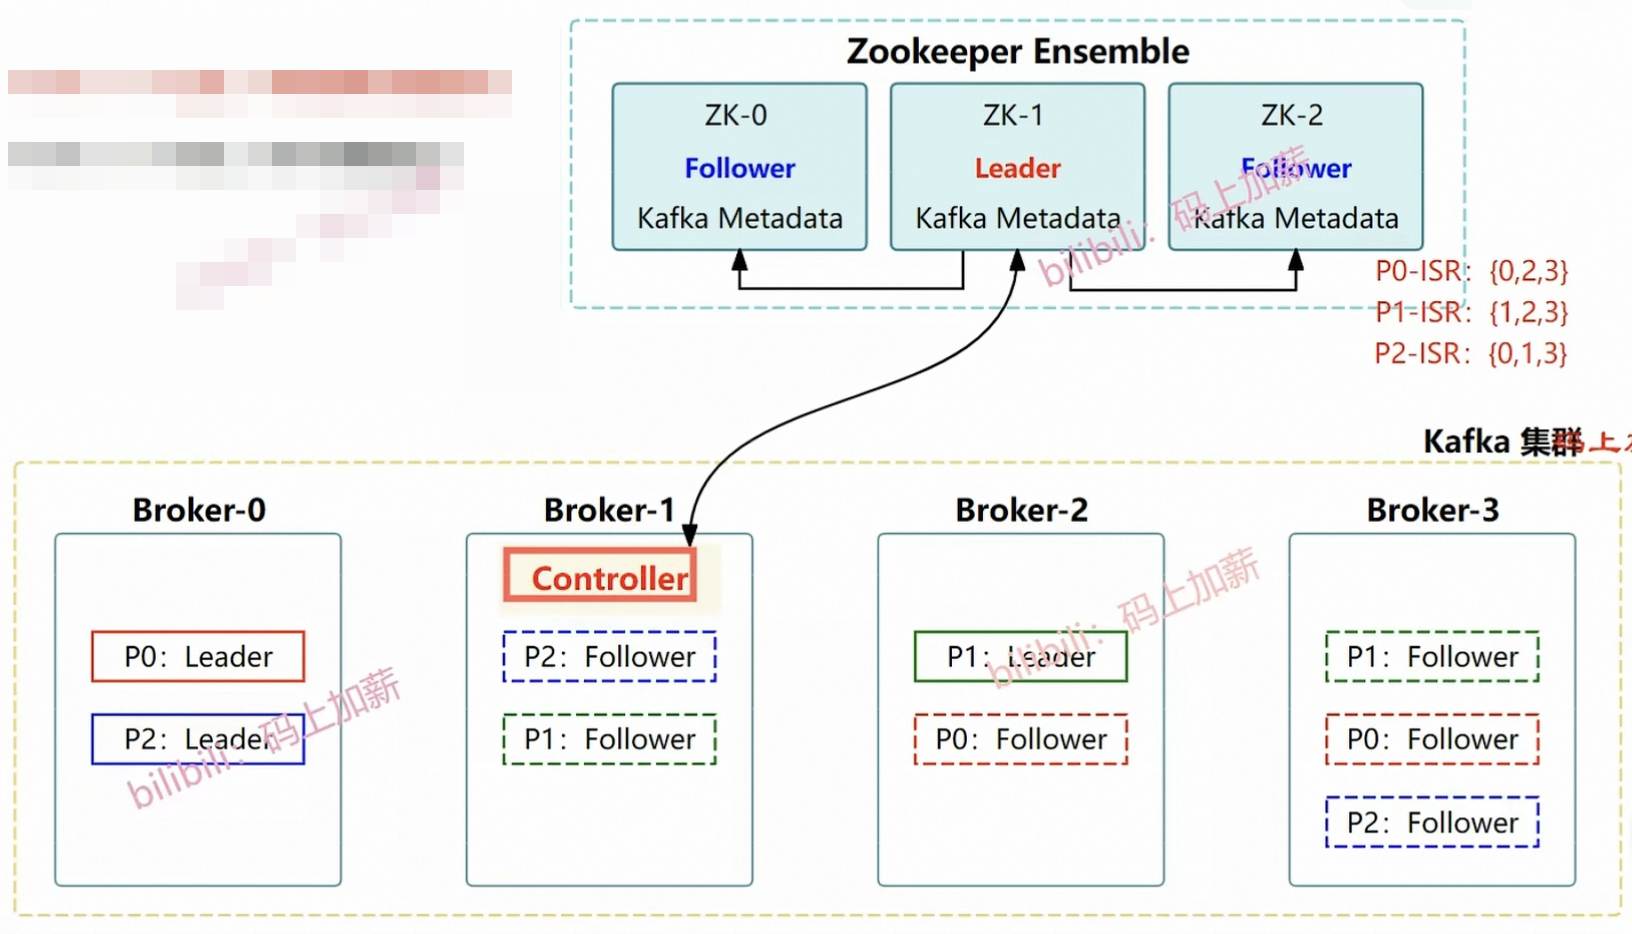 Zookeeper Ensemble
ZK-0
Follower
Kafka Metadata
ZK-1
Leader
Kafka Metadata
ZK-2
Follower
Kafka Metadata
bilibili：码上加薪
P0-ISR：{0,2,3}
P1-ISR：{1,2,3}
P2-ISR：{0,1,3}
Kafka 集群
码上
Broker-0
P0：Leader
P2：Leader
bilibili：码上加薪
Broker-1
Controller
P2：Follower
P1：Follower
Broker-2
P1：Leader
P0：Follower
bilibili：码上加薪
Broker-3
P1：Follower
P0：Follower
P2：Follower